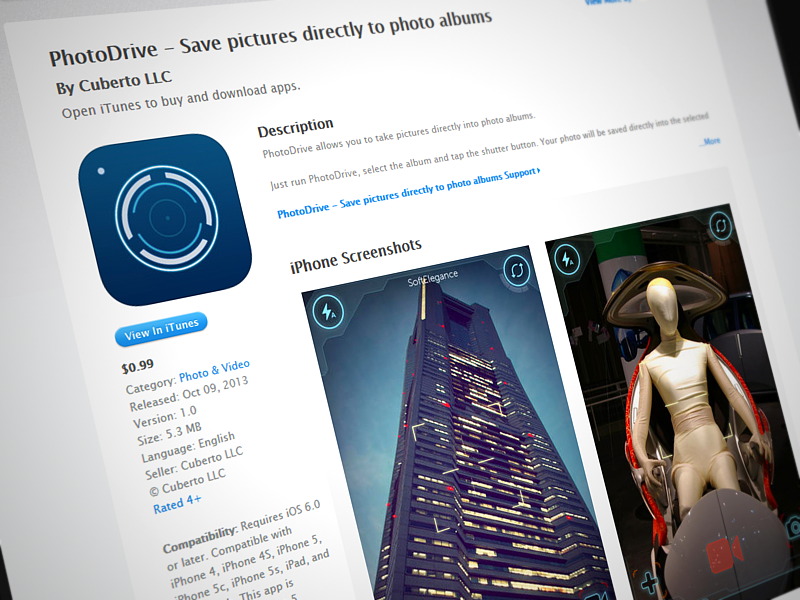 PhotoDrive – Save pictures directly to photo albums
By Cuberto LLC
Open iTunes to buy and download apps.
Description
PhotoDrive allows you to take pictures directly into photo albums.
Just run PhotoDrive, select the album and tap the shutter button. Your photo will be saved directly into the selected
...More
PhotoDrive – Save pictures directly to photo albums Support
View In iTunes
$0.99
Category: Photo & Video
Released: Oct 09, 2013
Version: 1.0
Size: 5.3 MB
Language: English
Seller: Cuberto LLC
© Cuberto LLC
Rated 4+
Compatibility: Requires iOS 6.0
or later. Compatible with
iPhone 4, iPhone 4S, iPhone 5,
iPhone 5c, iPhone 5s, iPad, and
This app is
iPhone Screenshots
SoftElegance
A
A